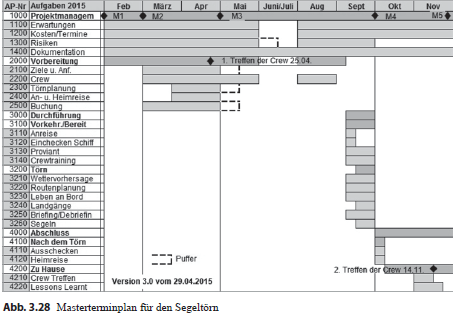 AP-Nr Aufgaben 2015 Feb März Apr Mai Juni/Juli Aug Sept Okt Nov
1000 Projektmanagem M1 M2 M3 M4 M5
1100 Erwartungen
1200 Kosten/Termine
1300 Risiken
1400 Dokumentation
2000 Vorbereitung 1. Treffen der Crew 25.04.
2100 Ziele u. Anf.
2200 Crew
2300 Törnplanung
2400 An- u. Heimreise
2500 Buchung
3000 Durchführung
3100 Vorkehr./Bereit
3110 Anreise
3120 Einchecken Schiff
3130 Proviant
3140 Crewtraining
3200 Törn
3210 Wettervorhersage
3220 Routenplanung
3230 Leben an Bord
3240 Landgänge
3250 Briefing/Debriefin
3260 Segeln
4000 Abschluss
4100 Nach dem Törn
4110 Ausschecken
4120 Heimreise Puffer
4200 Zu Hause 2. Treffen der Crew 14.11.
4210 Crew Treffen
4220 Lessons Learnt
Version 3.0 vom 29.04.2015
Abb. 3.28 Masterterminplan für den Segeltörn